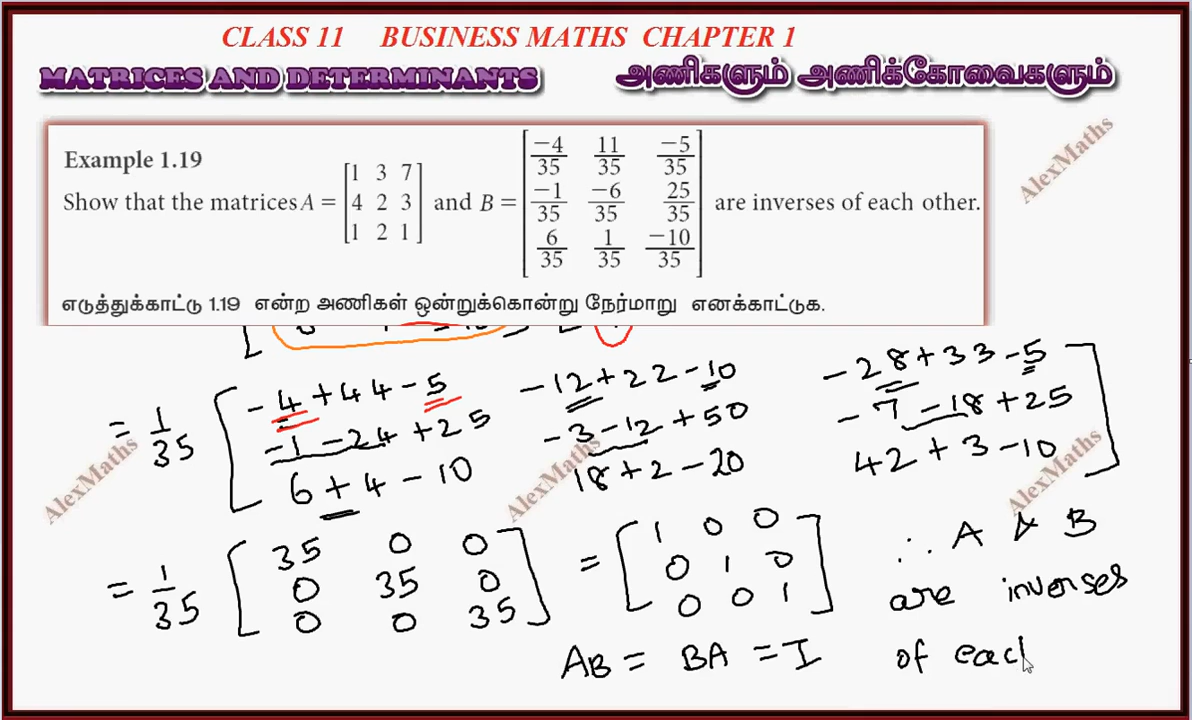 CLASS 11 BUSINESS MATHS CHAPTER 1
MATRICES AND DETERMINANTS அணிகளும் அணிக்கோவைகளும்
Example 1.19
Show that the matrices A = [1 3 7; 4 2 3; 1 2 1] and B = [-4/35 11/35 -5/35; -1/35 -6/35 25/35; 6/35 1/35 -10/35] are inverses of each other.
எடுத்துக்காட்டு 1.19 என்ற அணிகள் ஒன்றுக்கொன்று நேர்மாறு எனக்காட்டுக.
= 1/35 [-4+44-5 -12+22-10 -28+33-5
-1-24+25 -3-12+50 -7-18+25
6+4-10 18+2-20 42+3-10]
= 1/35 [35 0 0; 0 35 0; 0 0 35] = [1 0 0; 0 1 0; 0 0 1]
∴ A & B
are inverses
AB = BA = I of each
AlexMaths
AlexMaths
AlexMaths
AlexMaths